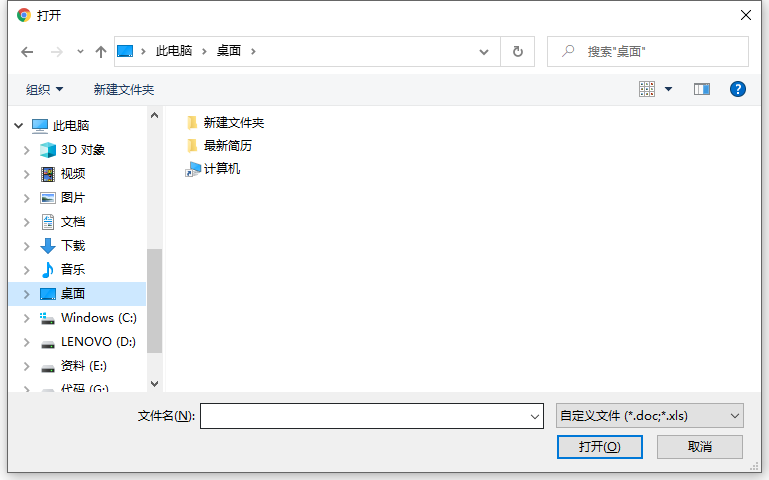 打开
此电脑 桌面
搜索"桌面"
组织 新建文件夹
此电脑
3D 对象
视频
图片
文档
下载
音乐
桌面
Windows (C:)
LENOVO (D:)
资料 (E:)
代码 (G:)
新建文件夹
最新简历
计算机
文件名(N):
自定义文件 (*.doc;*.xls)
打开(O)
取消